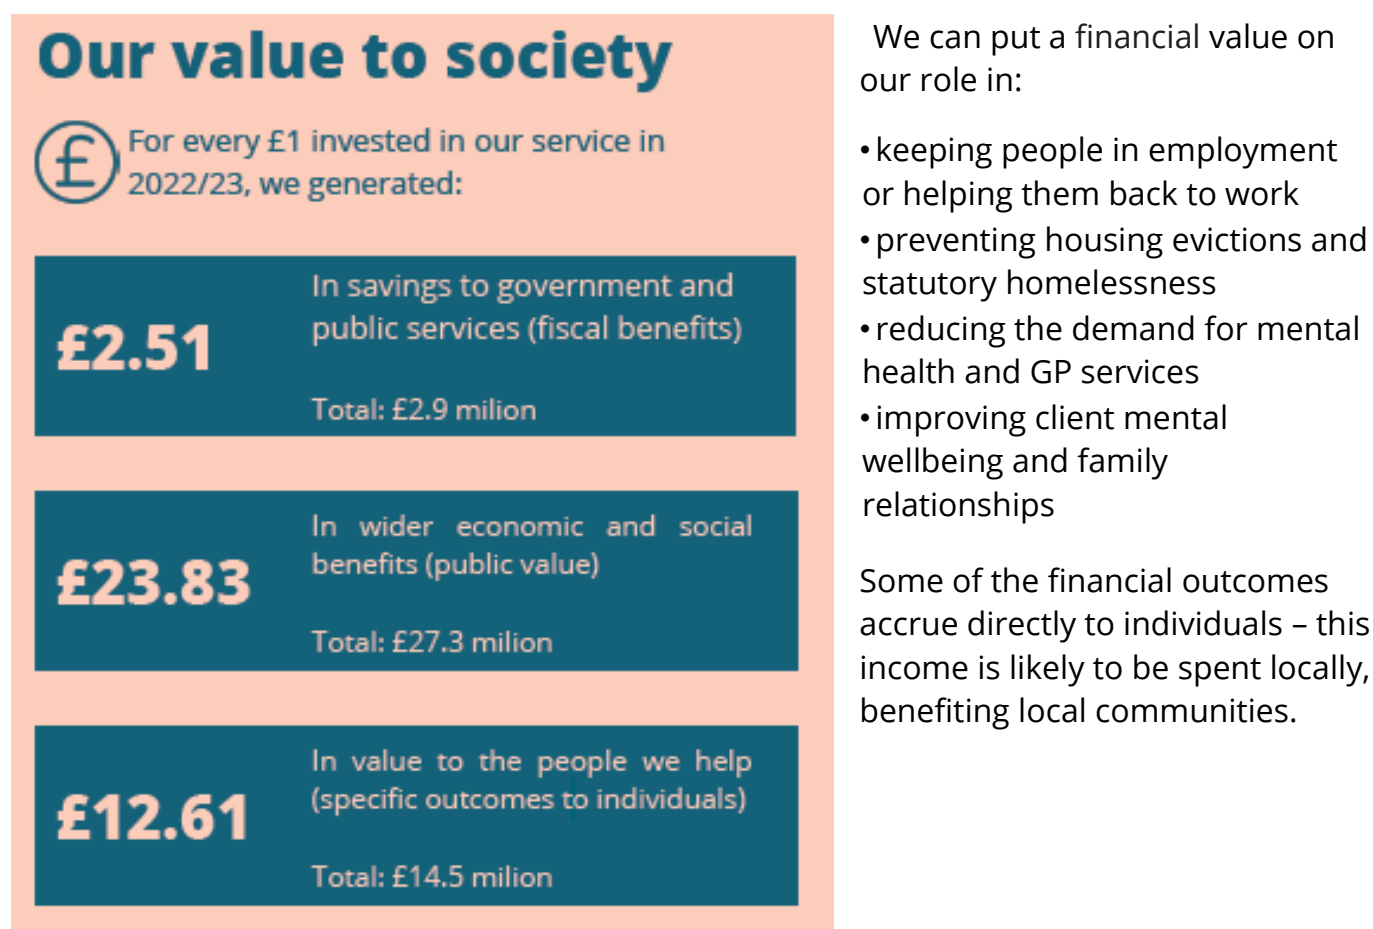 Our value to society
£
For every £1 invested in our service in
2022/23, we generated:
£2.51
In savings to government and
public services (fiscal benefits)
Total: £2.9 milion
£23.83
In wider economic and social
benefits (public value)
Total: £27.3 milion
£12.61
In value to the people we help
(specific outcomes to individuals)
Total: £14.5 milion
We can put a financial value on
our role in:
•keeping people in employment
or helping them back to work
•preventing housing evictions and
statutory homelessness
•reducing the demand for mental
health and GP services
•improving client mental
wellbeing and family
relationships
Some of the financial outcomes
accrue directly to individuals – this
income is likely to be spent locally,
benefiting local communities.